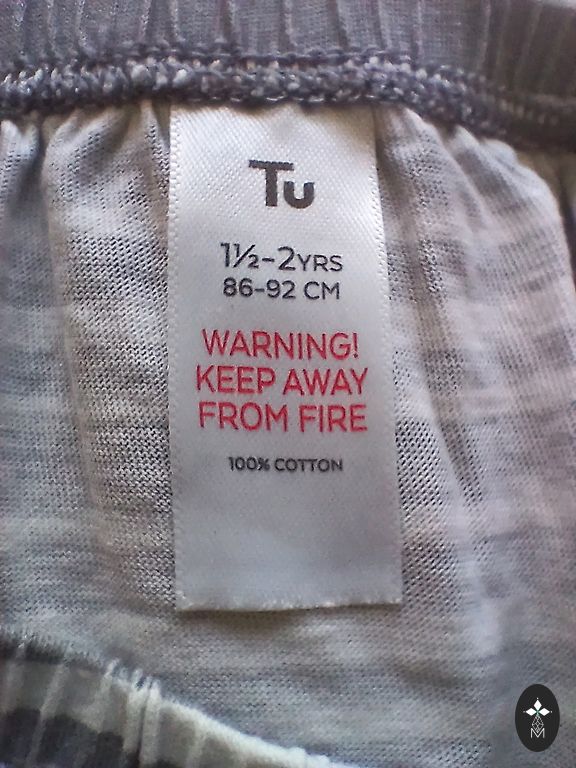 Tu
1½-2YRS
86-92 CM
WARNING!
KEEP AWAY
FROM FIRE
100% COTTON
M